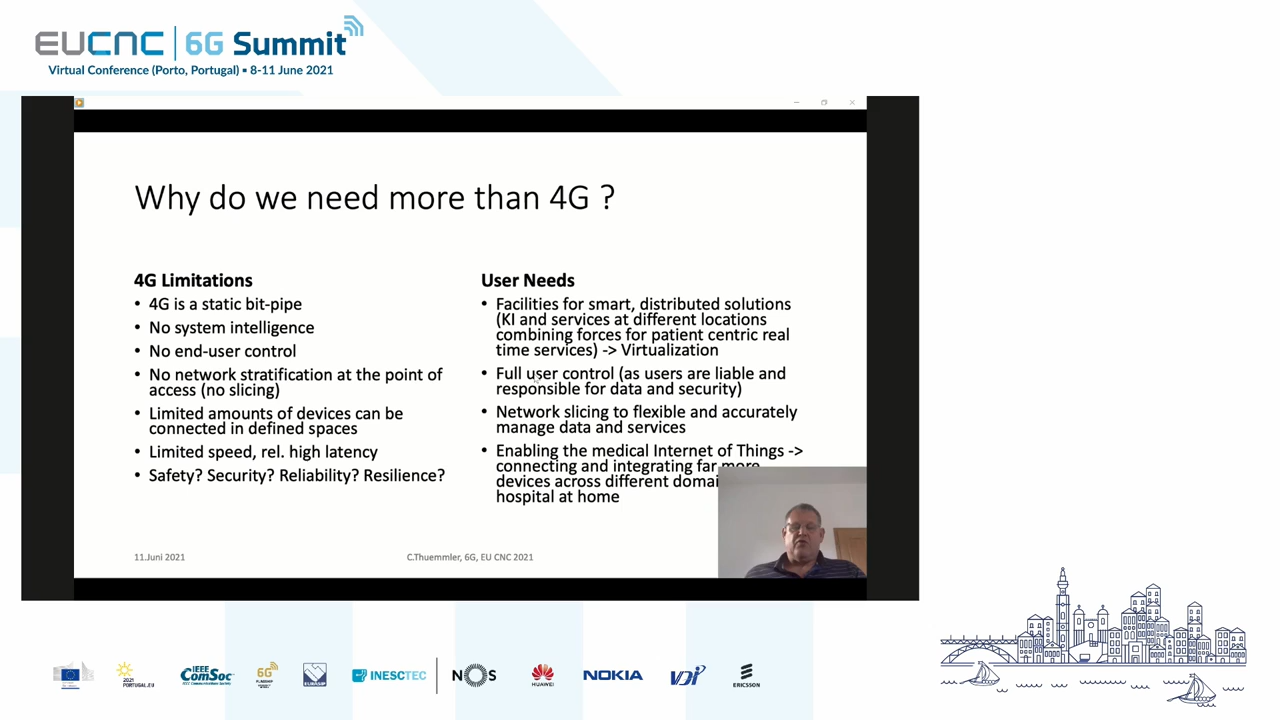 EUCNC 6G Summit
Virtual Conference (Porto, Portugal) • 8-11 June 2021
Why do we need more than 4G ?
4G Limitations
• 4G is a static bit-pipe
• No system intelligence
• No end-user control
• No network stratification at the point of
access (no slicing)
• Limited amounts of devices can be
connected in defined spaces
• Limited speed, rel. high latency
• Safety? Security? Reliability? Resilience?
User Needs
• Facilities for smart, distributed solutions
(KI and services at different locations
combining forces for patient centric real
time services) -> Virtualization
• Full user control (as users are liable and
responsible for data and security)
• Network slicing to flexible and accurately
manage data and services
• Enabling the medical Internet of Things ->
connecting and integrating far more
devices across different
hospital at home
11.Juni 2021
C.Thuemmler, 6G, EU CNC 2021
2021
PORTUGAL.EU
IEEE
ComSoc
6G
FLAGSHIP
EURASIP
INESCTEC
NOS
HUAWEI
NOKIA
VDI
ERICSSON